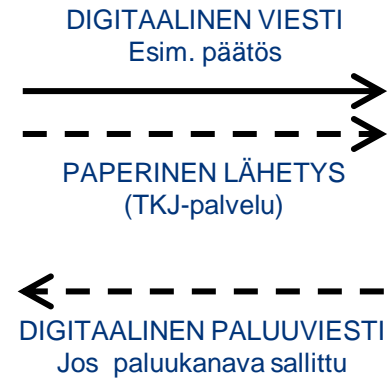 DIGITAALINEN VIESTI
Esim. päätös
PAPERINEN LÄHETYS
(TKJ-palvelu)
DIGITAALINEN PALUUVIESTI
Jos paluukanava sallittu